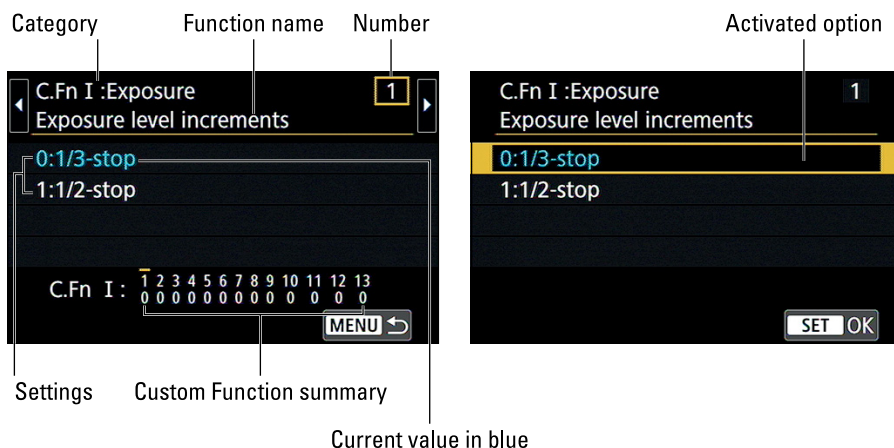 Category Function name Number Activated option
C.Fn I :Exposure 1
Exposure level increments
0:1/3-stop
1:1/2-stop
C.Fn I : 1 2 3 4 5 6 7 8 9 10 11 12 13
0 0 0 0 0 0 0 0 0 0 0 0 0
MENU
C.Fn I :Exposure 1
Exposure level increments
0:1/3-stop
1:1/2-stop
SET OK
Settings Custom Function summary
Current value in blue